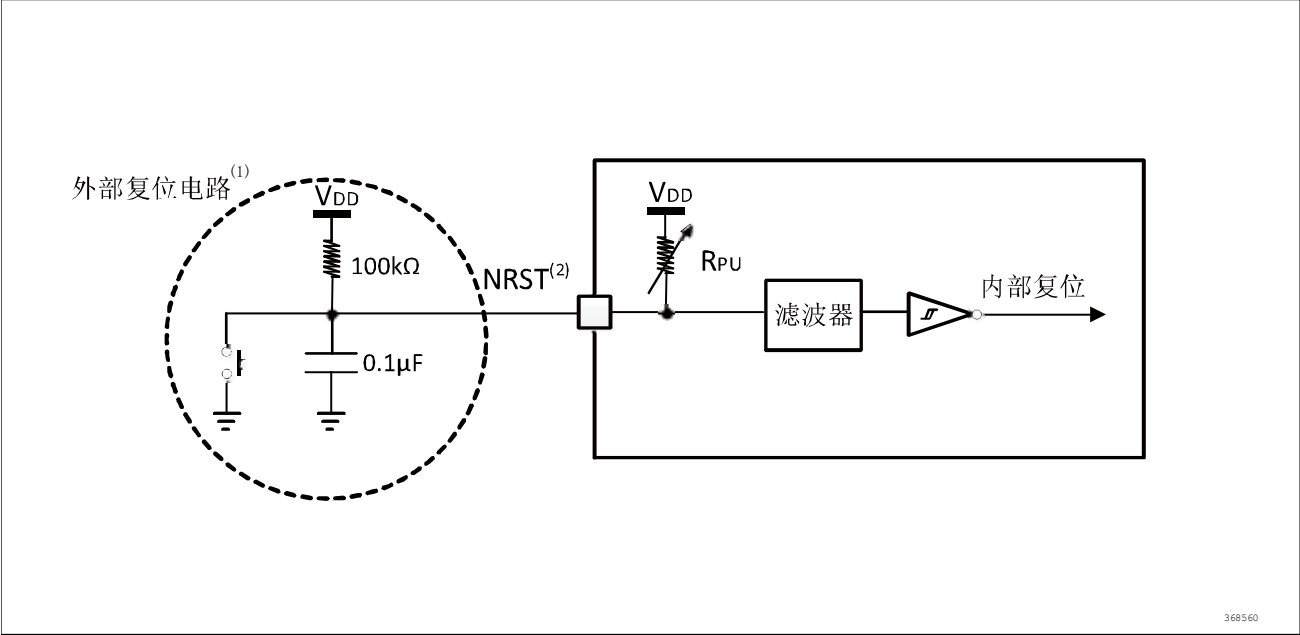 外部复位电路(1)
VDD
100kΩ
0.1μF
NRST(2)
VDD
RPU
滤波器
内部复位
368560